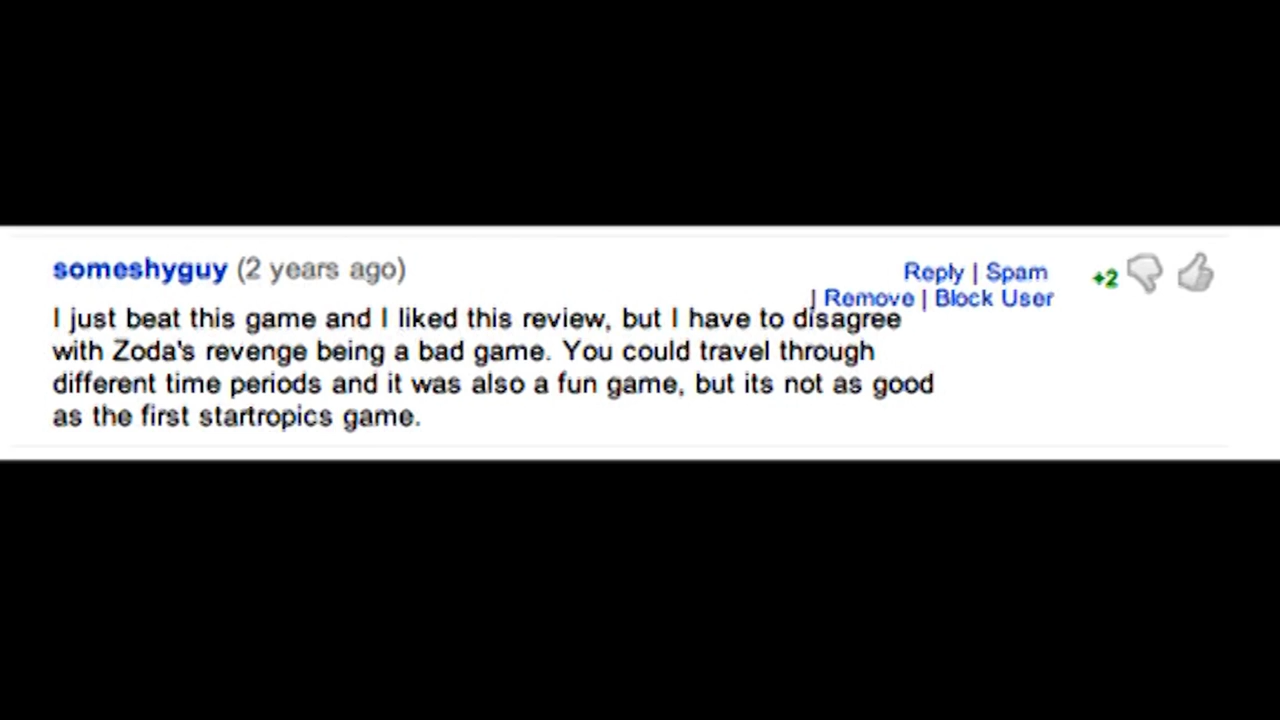 someshyguy (2 years ago)
Reply | Spam
+2
| Remove | Block User
I just beat this game and I liked this review, but I have to disagree
with Zoda's revenge being a bad game. You could travel through
different time periods and it was also a fun game, but its not as good
as the first startropics game.